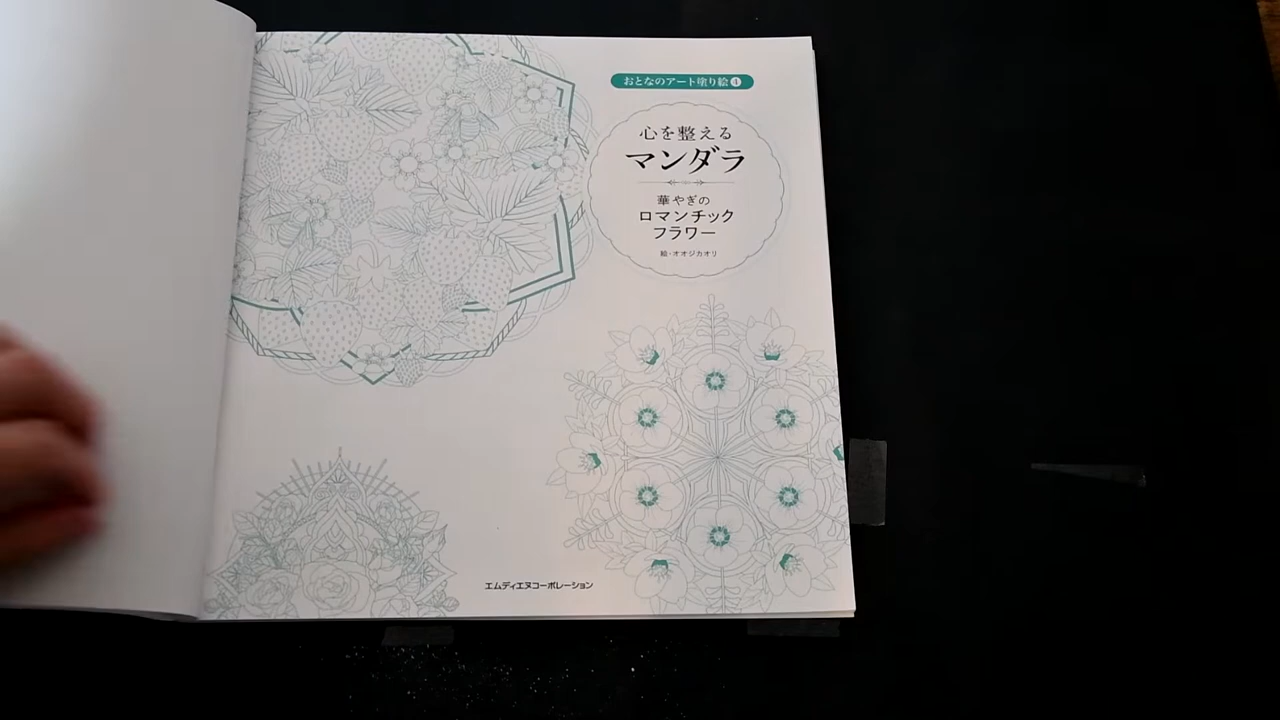 おとなのアート塗り絵1
心を整える
マンダラ
華やぎの
ロマンチック
フラワー
絵・オオジカオリ
エムディエヌコーポレーション